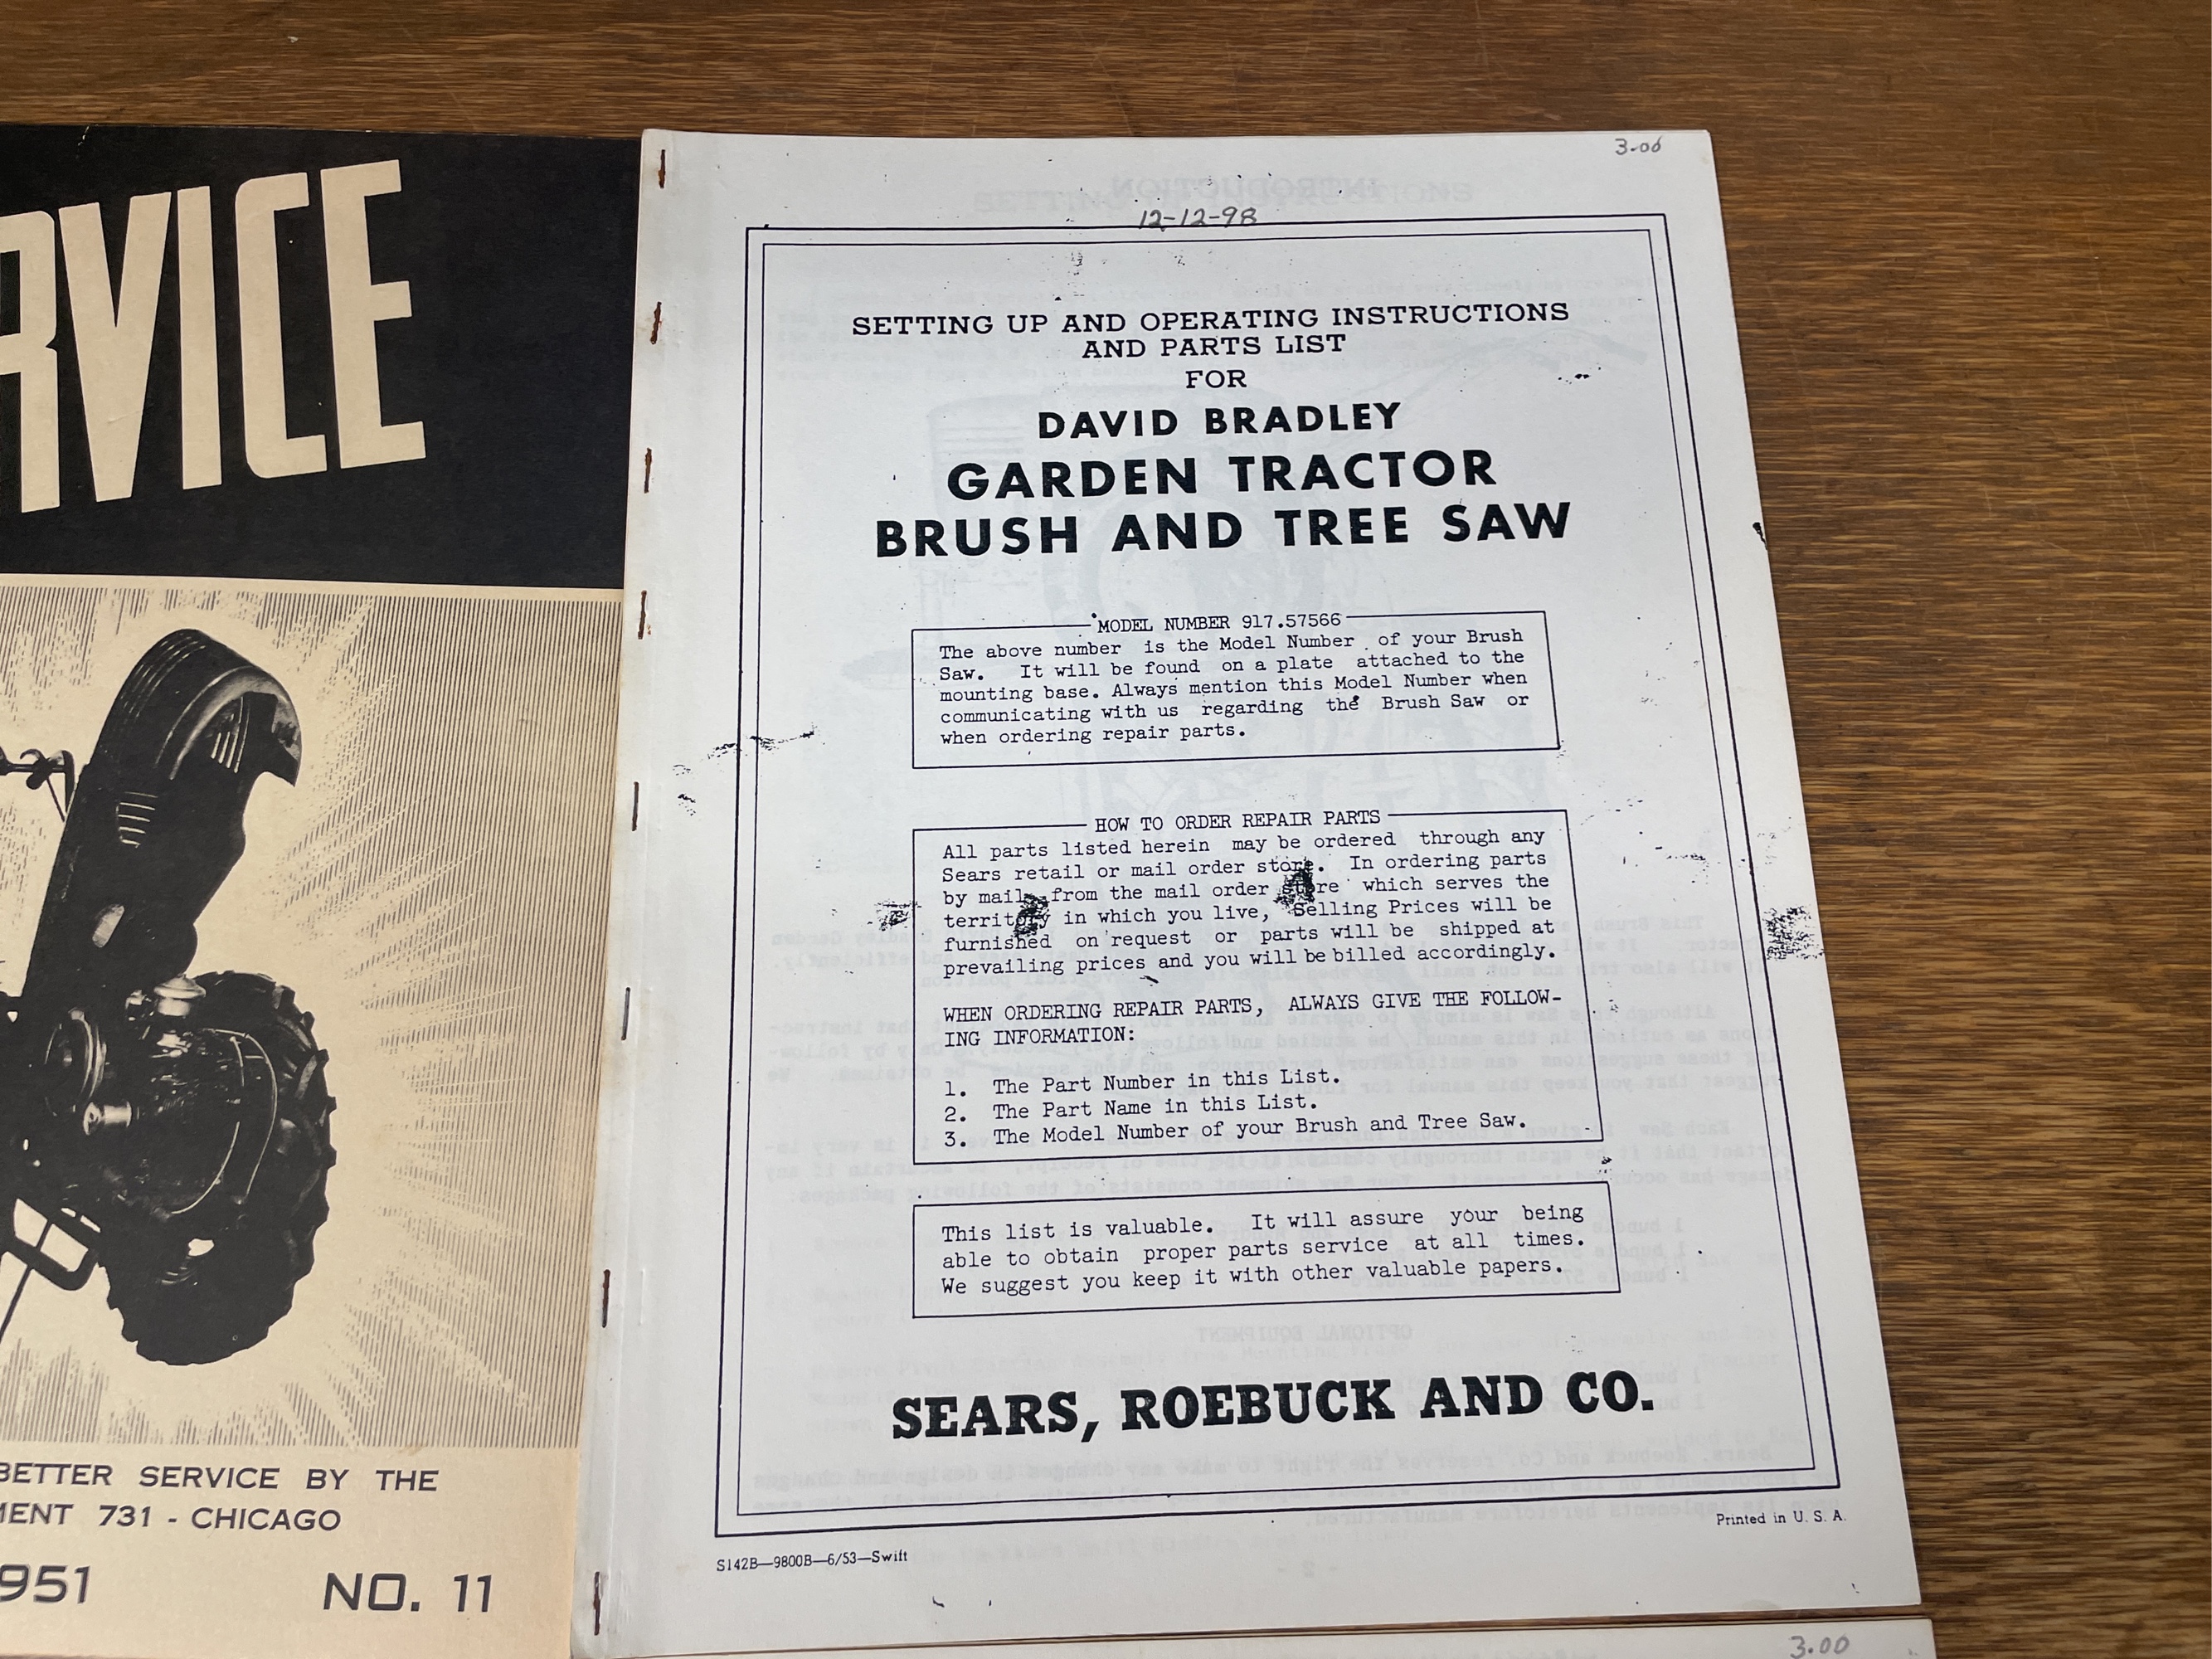 RVICE
BETTER SERVICE BY THE
MENT 731 - CHICAGO
951 NO. 11
3.00
12-12-98
SETTING UP AND OPERATING INSTRUCTIONS
AND PARTS LIST
FOR
DAVID BRADLEY
GARDEN TRACTOR
BRUSH AND TREE SAW
MODEL NUMBER 917.57566
The above number is the Model Number of your Brush
Saw. It will be found on a plate attached to the
mounting base. Always mention this Model Number when
communicating with us regarding the Brush Saw or
when ordering repair parts.
HOW TO ORDER REPAIR PARTS
All parts listed herein may be ordered through any
Sears retail or mail order store. In ordering parts
by mail, from the mail order store which serves the
territory in which you live, Selling Prices will be
furnished on request or parts will be shipped at
prevailing prices and you will be billed accordingly.
WHEN ORDERING REPAIR PARTS, ALWAYS GIVE THE FOLLOW-
ING INFORMATION:
1. The Part Number in this List.
2. The Part Name in this List.
3. The Model Number of your Brush and Tree Saw.
This list is valuable. It will assure your being
able to obtain proper parts service at all times.
We suggest you keep it with other valuable papers.
SEARS, ROEBUCK AND CO.
Printed in U. S. A.
S142B—9800B—6/53—Swift
3.00